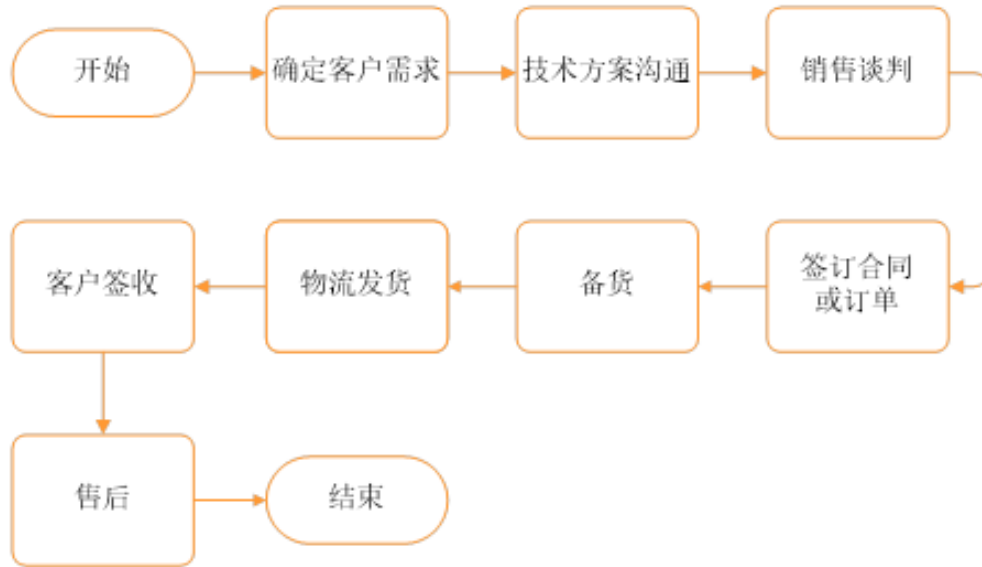 开始
确定客户需求
技术方案沟通
销售谈判
签订合同
或订单
备货
物流发货
客户签收
售后
结束